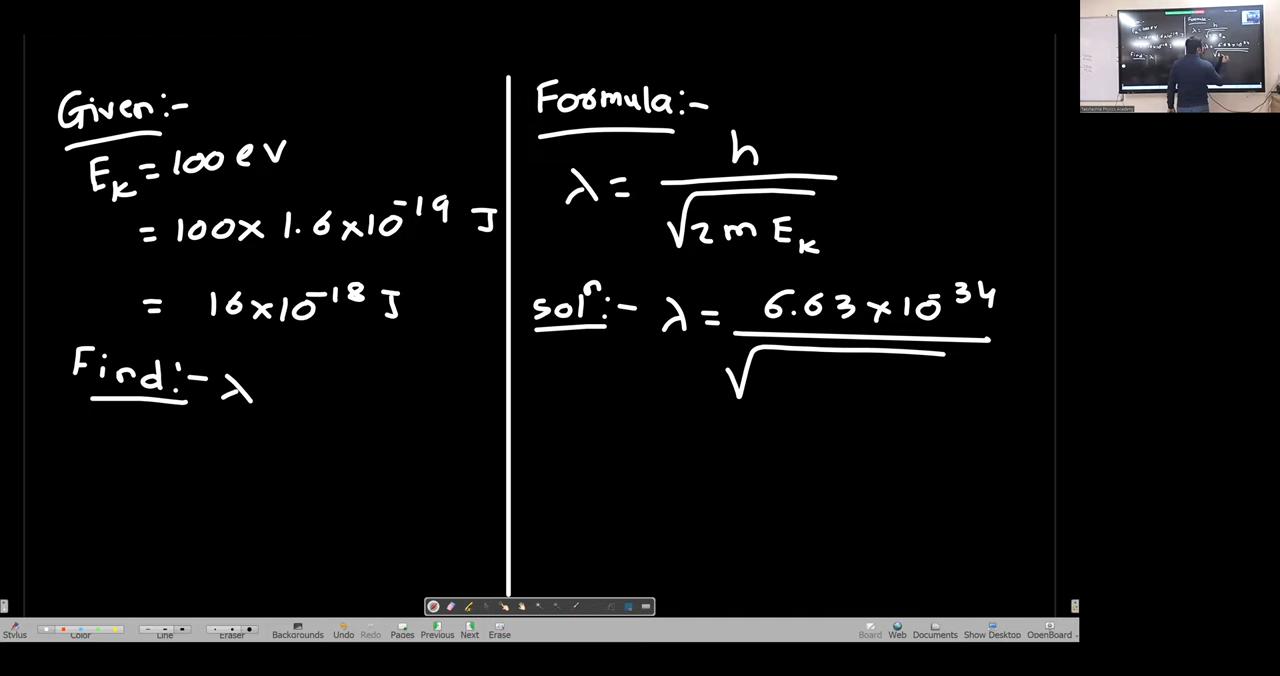 Given:-
E_K = 100 eV
= 100 × 1.6 × 10⁻¹⁹ J
= 16 × 10⁻¹⁸ J
Find:- λ
Formula:-
λ = h / √(2 m E_K)
solⁿ:- λ = 6.63 × 10⁻³⁴ / √
Stylus
Color
Line
Eraser
Backgrounds
Undo
Redo
Pages
Previous
Next
Erase
Board
Web
Documents
Show Desktop
OpenBoard